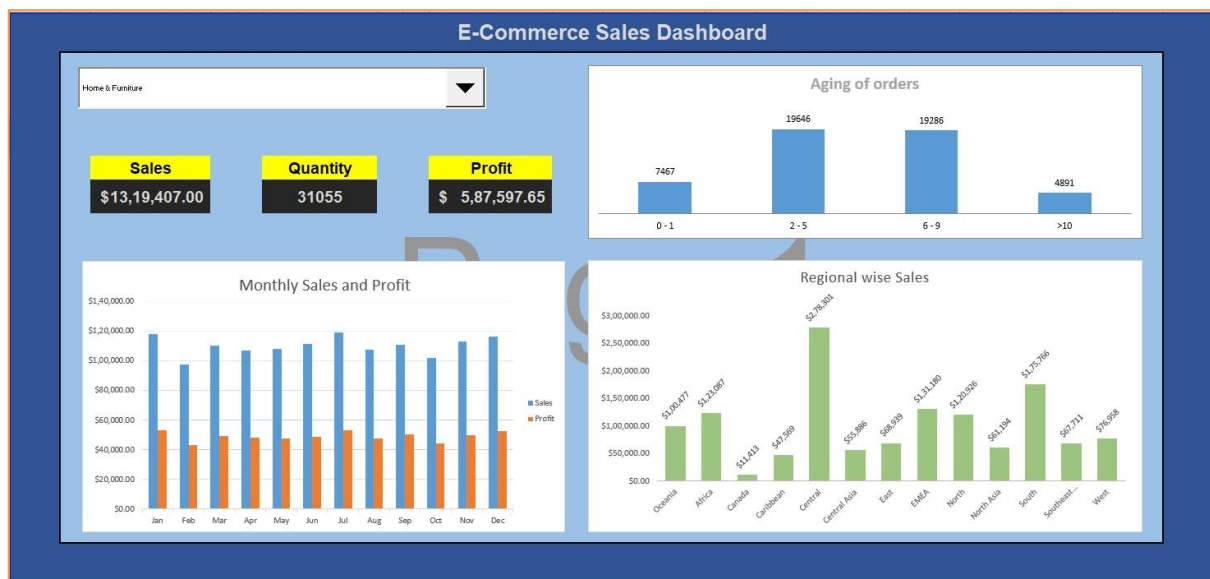 E-Commerce Sales Dashboard
Home & Furniture
Sales
$13,19,407.00
Quantity
31055
Profit
$ 5,87,597.65
Aging of orders
7467
19646
19286
4891
0 - 1
2 - 5
6 - 9
>10
Monthly Sales and Profit
$1,40,000.00
$1,20,000.00
$1,00,000.00
$80,000.00
$60,000.00
$40,000.00
$20,000.00
$0.00
Jan Feb Mar Apr May Jun Jul Aug Sep Oct Nov Dec
Sales
Profit
Regional wise Sales
$3,00,000.00
$2,50,000.00
$2,00,000.00
$1,50,000.00
$1,00,000.00
$50,000.00
$0.00
$1,00,477
$1,23,087
$11,413
$47,569
$2,78,301
$55,886
$68,939
$1,31,180
$1,20,926
$61,194
$1,75,766
$67,711
$76,958
Oceania
Africa
Canada
Caribbean
Central
Central Asia
East
EMEA
North
North Asia
South
Southeast...
West